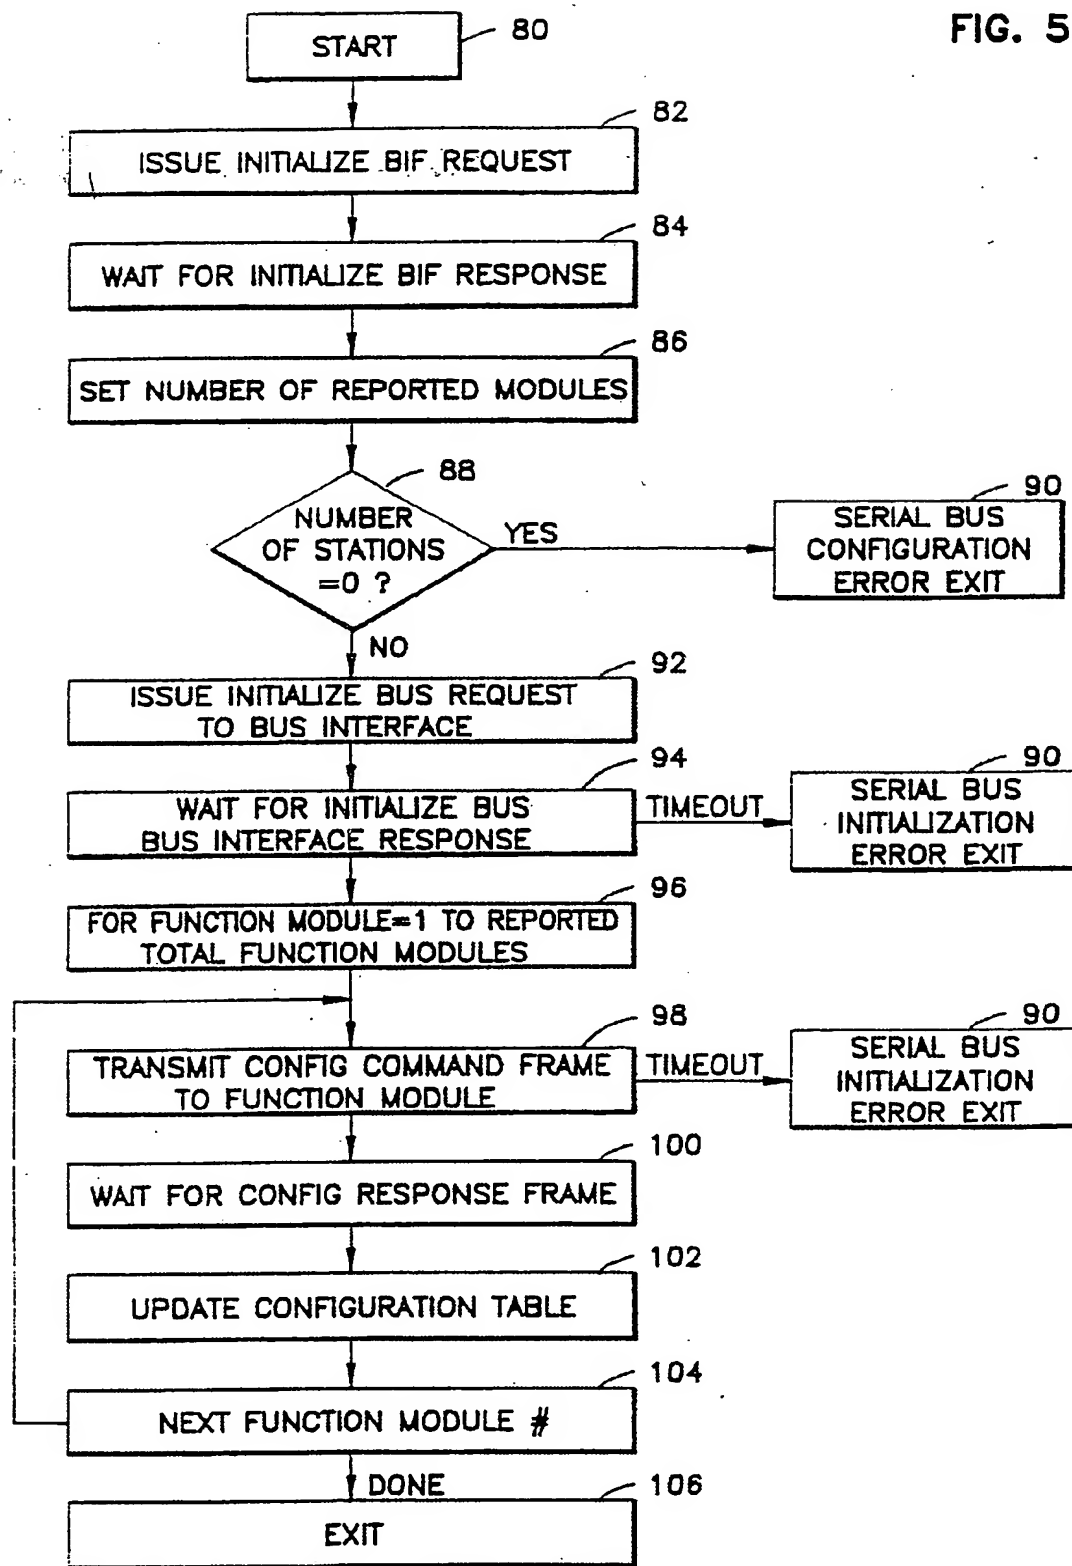 FIG. 5
START
80
82
ISSUE INITIALIZE BIF REQUEST
84
WAIT FOR INITIALIZE BIF RESPONSE
86
SET NUMBER OF REPORTED MODULES
88
NUMBER
OF STATIONS
=0 ?
YES
90
SERIAL BUS
CONFIGURATION
ERROR EXIT
NO
92
ISSUE INITIALIZE BUS REQUEST
TO BUS INTERFACE
94
WAIT FOR INITIALIZE BUS
BUS INTERFACE RESPONSE
TIMEOUT
90
SERIAL BUS
INITIALIZATION
ERROR EXIT
96
FOR FUNCTION MODULE=1 TO REPORTED
TOTAL FUNCTION MODULES
98
TRANSMIT CONFIG COMMAND FRAME
TO FUNCTION MODULE
TIMEOUT
90
SERIAL BUS
INITIALIZATION
ERROR EXIT
100
WAIT FOR CONFIG RESPONSE FRAME
102
UPDATE CONFIGURATION TABLE
104
NEXT FUNCTION MODULE #
DONE
106
EXIT